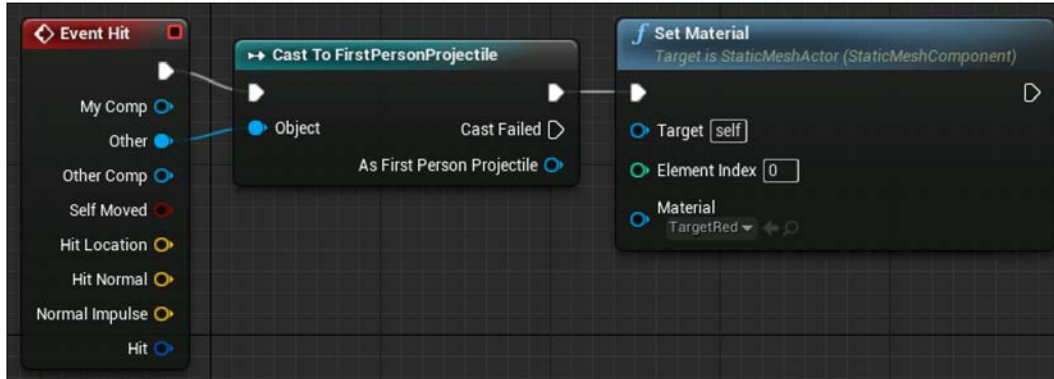 Event Hit
My Comp
Other
Other Comp
Self Moved
Hit Location
Hit Normal
Normal Impulse
Hit
Cast To FirstPersonProjectile
Object
Cast Failed
As First Person Projectile
f Set Material
Target is StaticMeshActor (StaticMeshComponent)
Target self
Element Index 0
Material
TargetRed